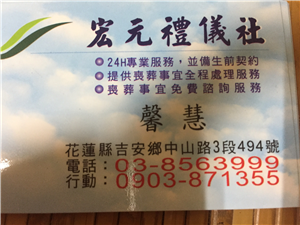 宏元禮儀社
◉24H專業服務，並備生前契約
◉提供喪葬事宜全程處理服務
◉喪葬事宜免費諮詢服務
馨慧
花蓮縣吉安鄉中山路3段494號
電話：03-8563999
行動：0903-871355